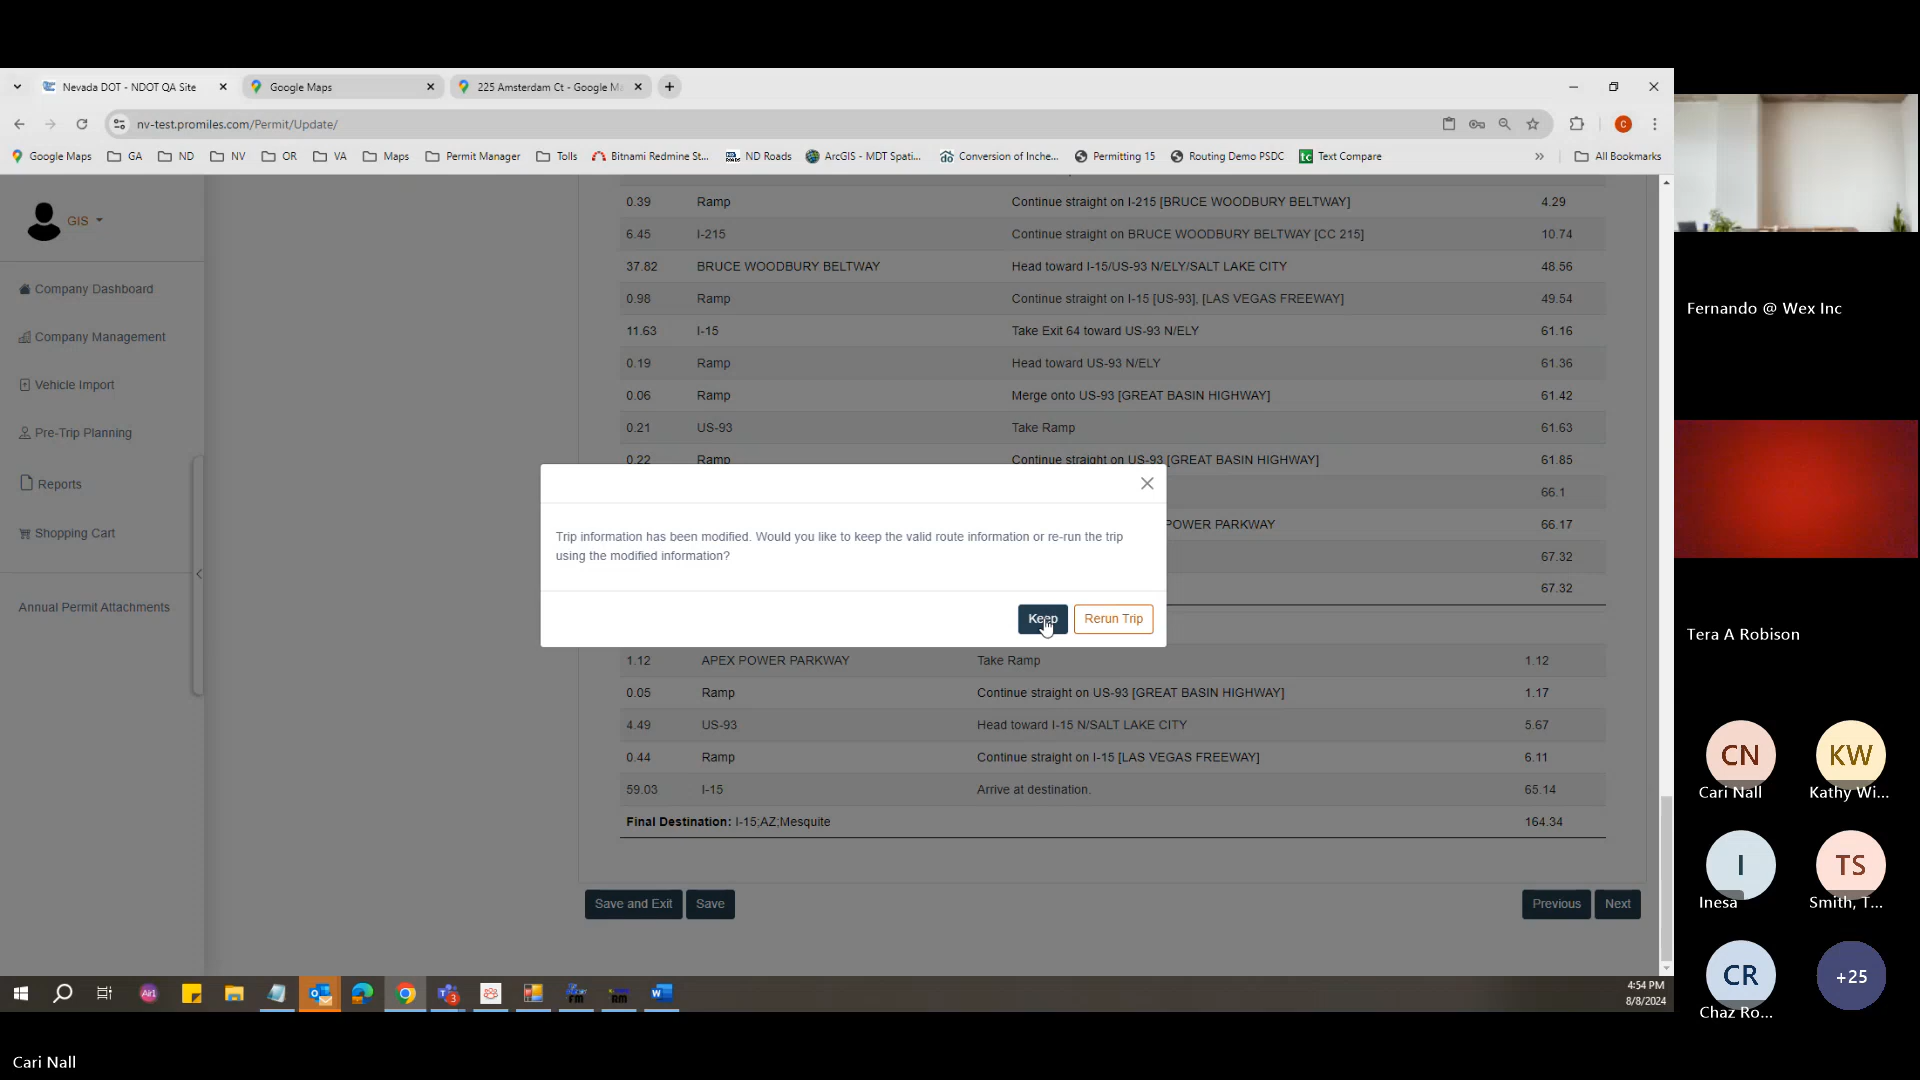 Nevada DOT - NDOT QA Site
Google Maps
225 Amsterdam Ct - Google M
nv-test.promiles.com/Permit/Update/
C
Google Maps GA ND NV OR VA Maps Permit Manager Tolls Bitnami Redmine St... ND Roads ArcGIS - MDT Spati... Conversion of Inche... Permitting 15 Routing Demo PSDC Text Compare » All Bookmarks
GIS
Company Dashboard
Company Management
Vehicle Import
Pre-Trip Planning
Reports
Shopping Cart
Annual Permit Attachments
0.39 Ramp Continue straight on I-215 [BRUCE WOODBURY BELTWAY] 4.29
6.45 I-215 Continue straight on BRUCE WOODBURY BELTWAY [CC 215] 10.74
37.82 BRUCE WOODBURY BELTWAY Head toward I-15/US-93 N/ELY/SALT LAKE CITY 48.56
0.98 Ramp Continue straight on I-15 [US-93], [LAS VEGAS FREEWAY] 49.54
11.63 I-15 Take Exit 64 toward US-93 N/ELY 61.16
0.19 Ramp Head toward US-93 N/ELY 61.36
0.06 Ramp Merge onto US-93 [GREAT BASIN HIGHWAY] 61.42
0.21 US-93 Take Ramp 61.63
0.22 Ramp Continue straight on US-93 [GREAT BASIN HIGHWAY] 61.85
66.1
POWER PARKWAY 66.17
67.32
67.32
Trip information has been modified. Would you like to keep the valid route information or re-run the trip
using the modified information?
Keep Rerun Trip
1.12 APEX POWER PARKWAY Take Ramp 1.12
0.05 Ramp Continue straight on US-93 [GREAT BASIN HIGHWAY] 1.17
4.49 US-93 Head toward I-15 N/SALT LAKE CITY 5.67
0.44 Ramp Continue straight on I-15 [LAS VEGAS FREEWAY] 6.11
59.03 I-15 Arrive at destination. 65.14
Final Destination: I-15;AZ;Mesquite 164.34
Save and Exit Save Previous Next
4:54 PM
8/8/2024
Fernando @ Wex Inc
Tera A Robison
CN KW
Cari Nall Kathy Wi...
I TS
Inesa Smith, T...
CR +25
Chaz Ro...
Cari Nall